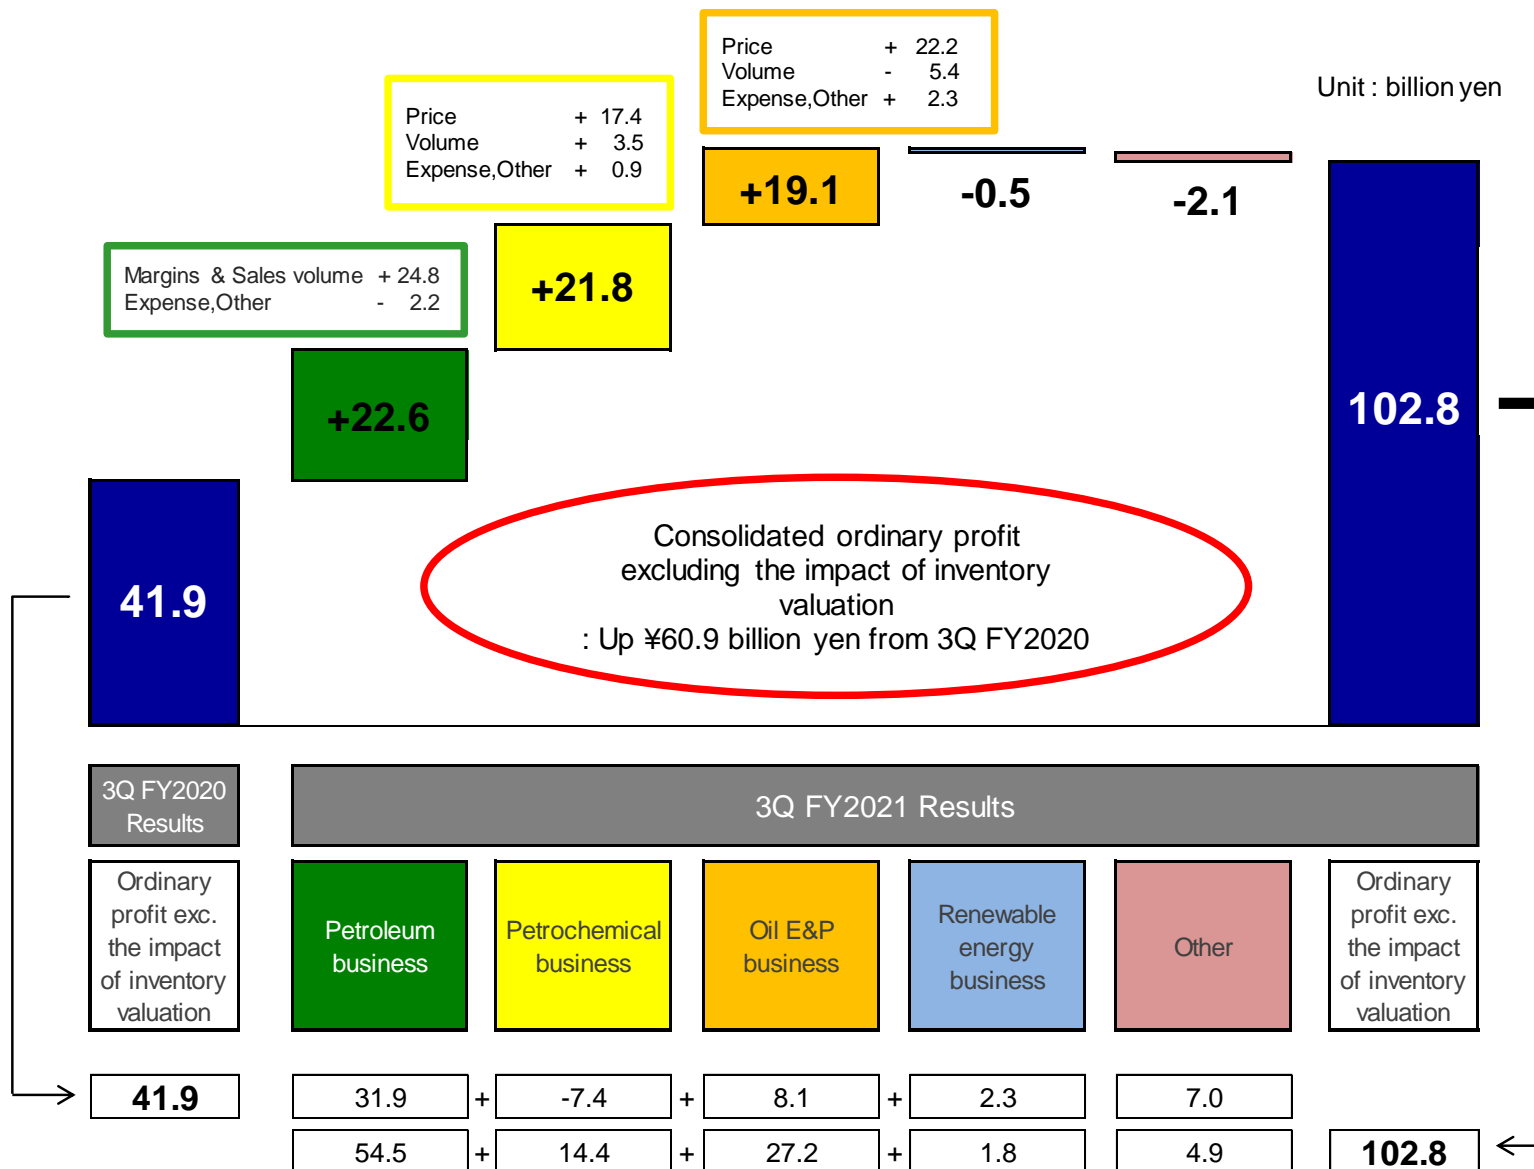 Price + 22.2
Volume - 5.4
Expense,Other + 2.3
Unit : billion yen
Price + 17.4
Volume + 3.5
Expense,Other + 0.9
+19.1
-0.5
-2.1
Margins & Sales volume + 24.8
Expense,Other - 2.2
+21.8
+22.6
102.8
41.9
Consolidated ordinary profit
excluding the impact of inventory
valuation
: Up ¥60.9 billion yen from 3Q FY2020
3Q FY2020
Results
3Q FY2021 Results
Ordinary
profit exc.
the impact
of inventory
valuation
Petroleum
business
Petrochemical
business
Oil E&P
business
Renewable
energy
business
Other
Ordinary
profit exc.
the impact
of inventory
valuation
41.9 31.9 + -7.4 + 8.1 + 2.3 7.0
54.5 + 14.4 + 27.2 + 1.8 4.9 102.8